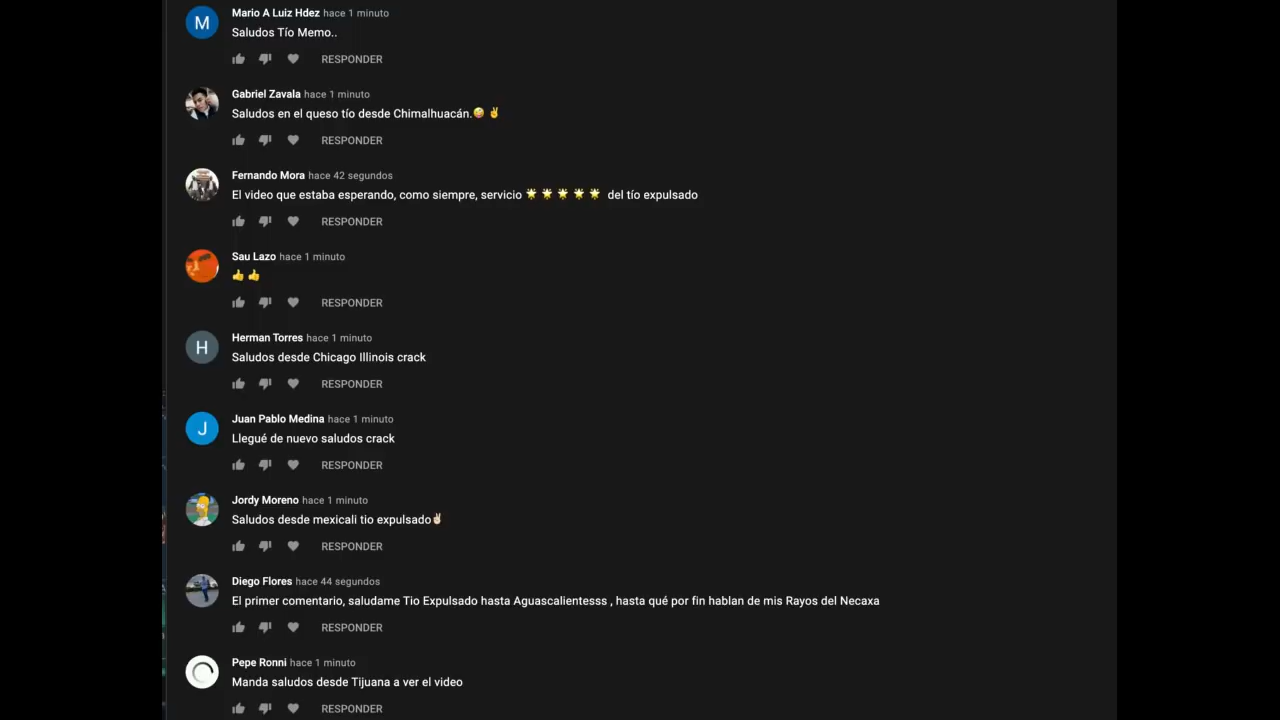 M
Mario A Luiz Hdez hace 1 minuto
Saludos Tío Memo..
RESPONDER
Gabriel Zavala hace 1 minuto
Saludos en el queso tío desde Chimalhuacán.🤪 ✌
RESPONDER
Fernando Mora hace 42 segundos
El video que estaba esperando, como siempre, servicio 🌟 🌟 🌟 🌟 🌟 del tío expulsado
RESPONDER
Sau Lazo hace 1 minuto
👍 👍
RESPONDER
H
Herman Torres hace 1 minuto
Saludos desde Chicago Illinois crack
RESPONDER
J
Juan Pablo Medina hace 1 minuto
Llegué de nuevo saludos crack
RESPONDER
Jordy Moreno hace 1 minuto
Saludos desde mexicali tio expulsado✌🏻
RESPONDER
Diego Flores hace 44 segundos
El primer comentario, saludame Tio Expulsado hasta Aguascalientesss , hasta qué por fin hablan de mis Rayos del Necaxa
RESPONDER
Pepe Ronni hace 1 minuto
Manda saludos desde Tijuana a ver el video
RESPONDER